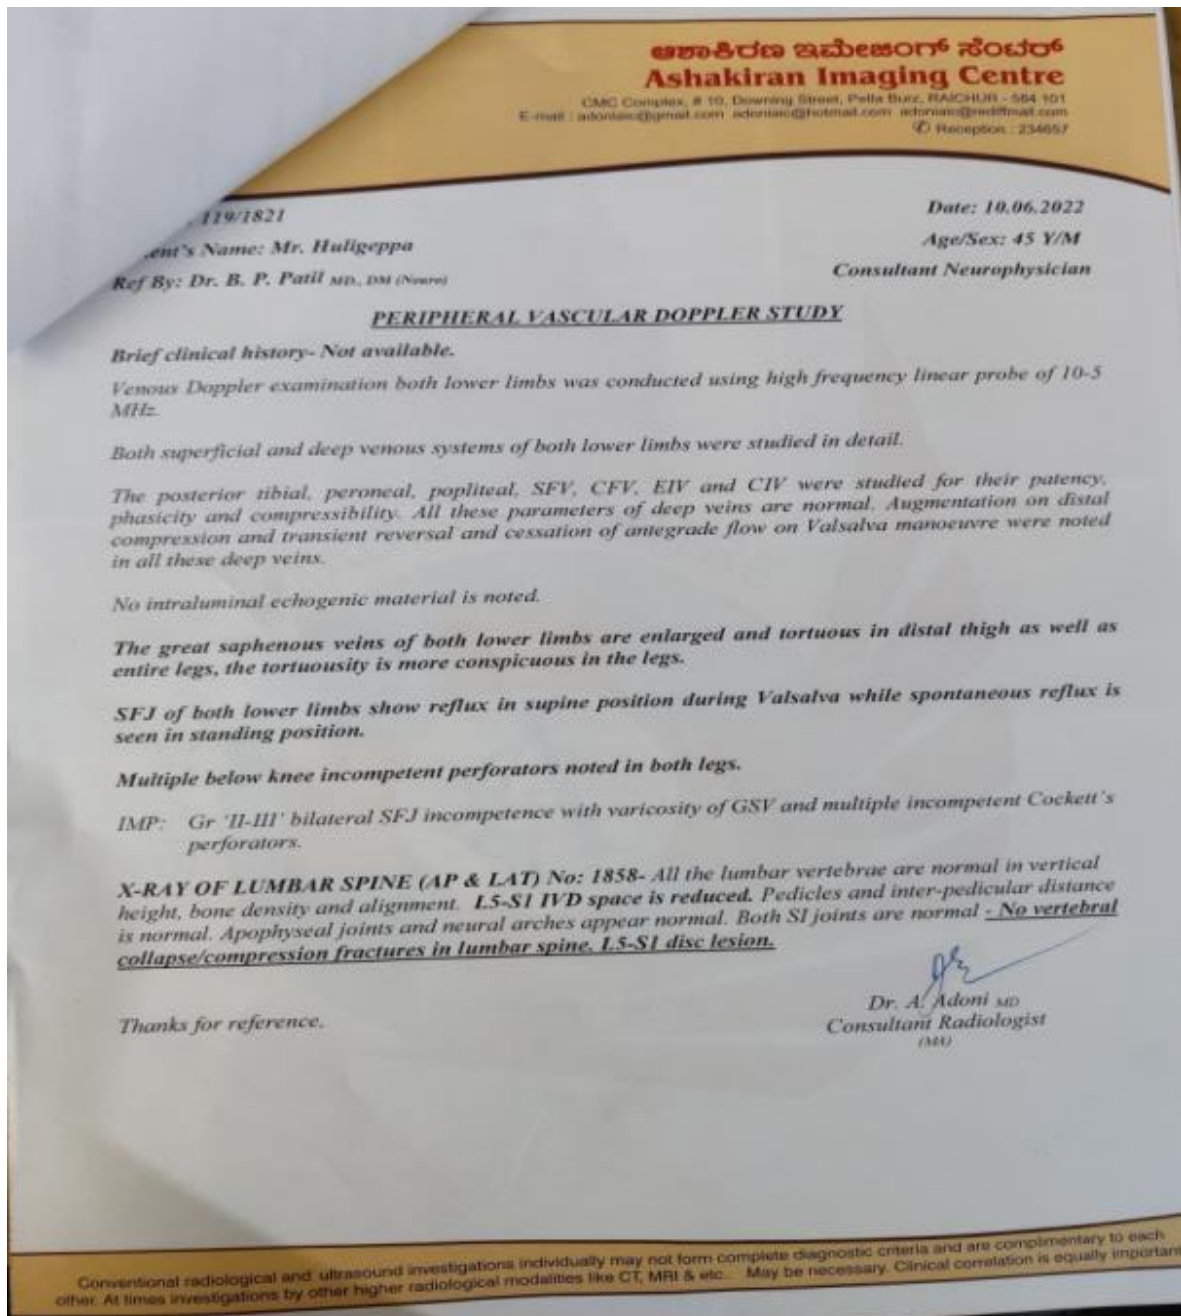 ಆಶಾಕಿರಣ ಇಮೇಜಿಂಗ್ ಸೆಂಟರ್
Ashakiran Imaging Centre
CMC Complex, # 10, Downing Street, Pella Burz, RAICHUR - 584 101
E-mail : adoniaic@gmail.com adoniaic@hotmail.com adoniaic@rediffmail.com
✆ Reception : 234657
119/1821
Date: 10.06.2022
ent's Name: Mr. Huligeppa
Age/Sex: 45 Y/M
Ref By: Dr. B. P. Patil MD., DM (Neuro)
Consultant Neurophysician
PERIPHERAL VASCULAR DOPPLER STUDY
Brief clinical history- Not available.
Venous Doppler examination both lower limbs was conducted using high frequency linear probe of 10-5
MHz.
Both superficial and deep venous systems of both lower limbs were studied in detail.
The posterior tibial, peroneal, popliteal, SFV, CFV, EIV and CIV were studied for their patency,
phasicity and compressibility. All these parameters of deep veins are normal. Augmentation on distal
compression and transient reversal and cessation of antegrade flow on Valsalva manoeuvre were noted
in all these deep veins.
No intraluminal echogenic material is noted.
The great saphenous veins of both lower limbs are enlarged and tortuous in distal thigh as well as
entire legs, the tortuousity is more conspicuous in the legs.
SFJ of both lower limbs show reflux in supine position during Valsalva while spontaneous reflux is
seen in standing position.
Multiple below knee incompetent perforators noted in both legs.
IMP: Gr 'II-III' bilateral SFJ incompetence with varicosity of GSV and multiple incompetent Cockett's
perforators.
X-RAY OF LUMBAR SPINE (AP & LAT) No: 1858- All the lumbar vertebrae are normal in vertical
height, bone density and alignment. L5-S1 IVD space is reduced. Pedicles and inter-pedicular distance
is normal. Apophyseal joints and neural arches appear normal. Both SI joints are normal - No vertebral
collapse/compression fractures in lumbar spine. L5-S1 disc lesion.
Dr. A. Adoni MD
Thanks for reference.
Consultant Radiologist
(MA)
Conventional radiological and ultrasound investigations individually may not form complete diagnostic criteria and are complimentary to each
other. At times investigations by other higher radiological modalities like CT, MRI & etc.. May be necessary. Clinical correlation is equally important